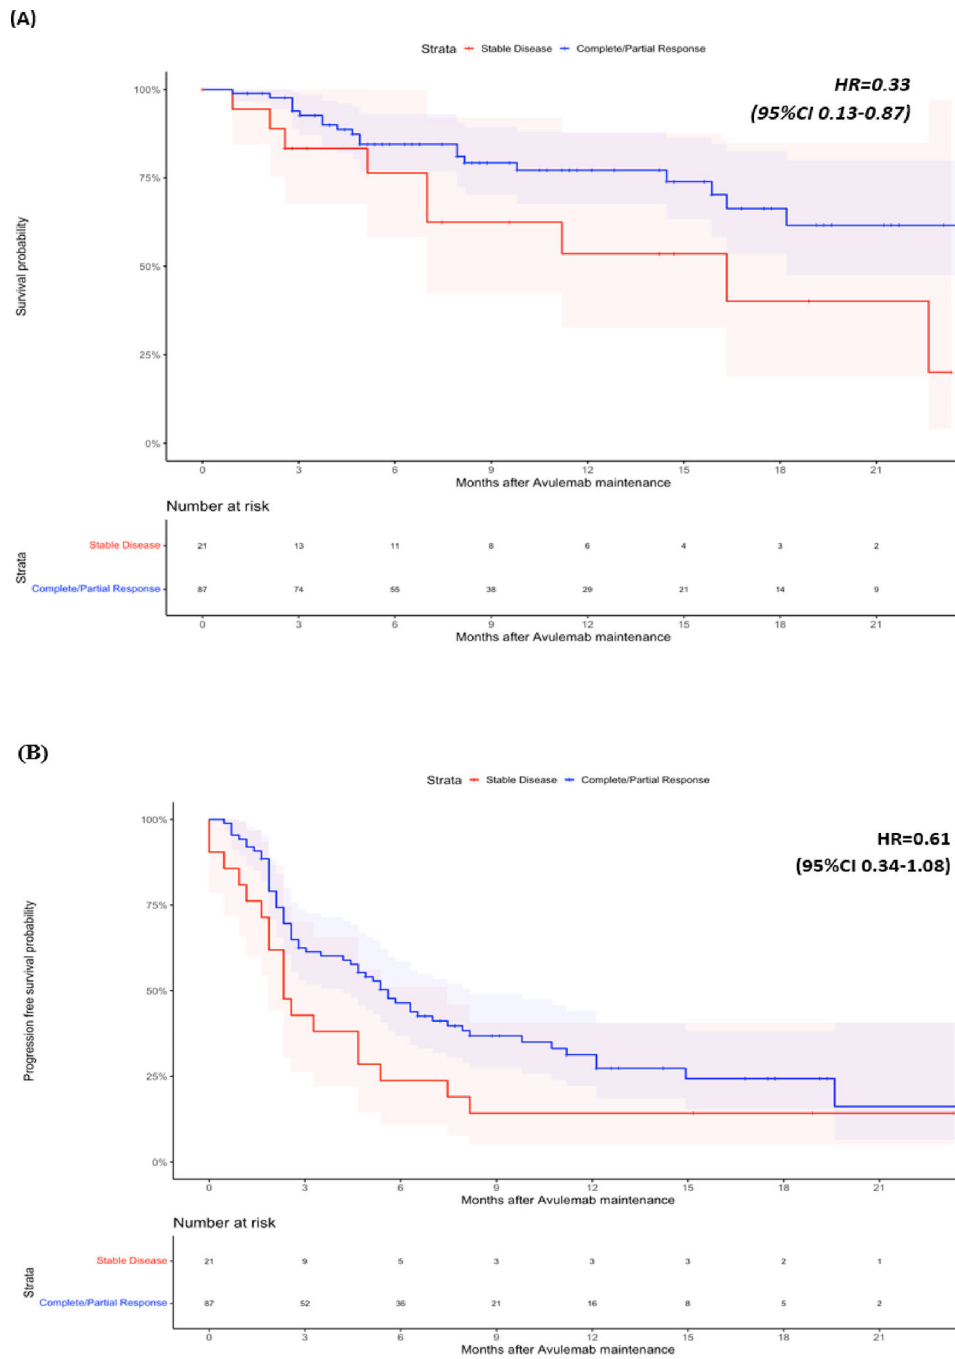 (A)
Strata Stable Disease Complete/Partial Response
HR=0.33
(95%CI 0.13-0.87)
100%
75%
50%
25%
0%
Survival probability
0 3 6 9 12 15 18 21
Months after Avulemab maintenance
Number at risk
Strata
Stable Disease 21 13 11 8 6 4 3 2
Complete/Partial Response 87 74 55 38 29 21 14 9
0 3 6 9 12 15 18 21
Months after Avulemab maintenance
(B)
Strata Stable Disease Complete/Partial Response
HR=0.61
(95%CI 0.34-1.08)
100%
75%
50%
25%
0%
Progression free survival probability
0 3 6 9 12 15 18 21
Months after Avulemab maintenance
Number at risk
Strata
Stable Disease 21 9 5 3 3 3 2 1
Complete/Partial Response 87 52 36 21 16 8 5 2
0 3 6 9 12 15 18 21
Months after Avulemab maintenance